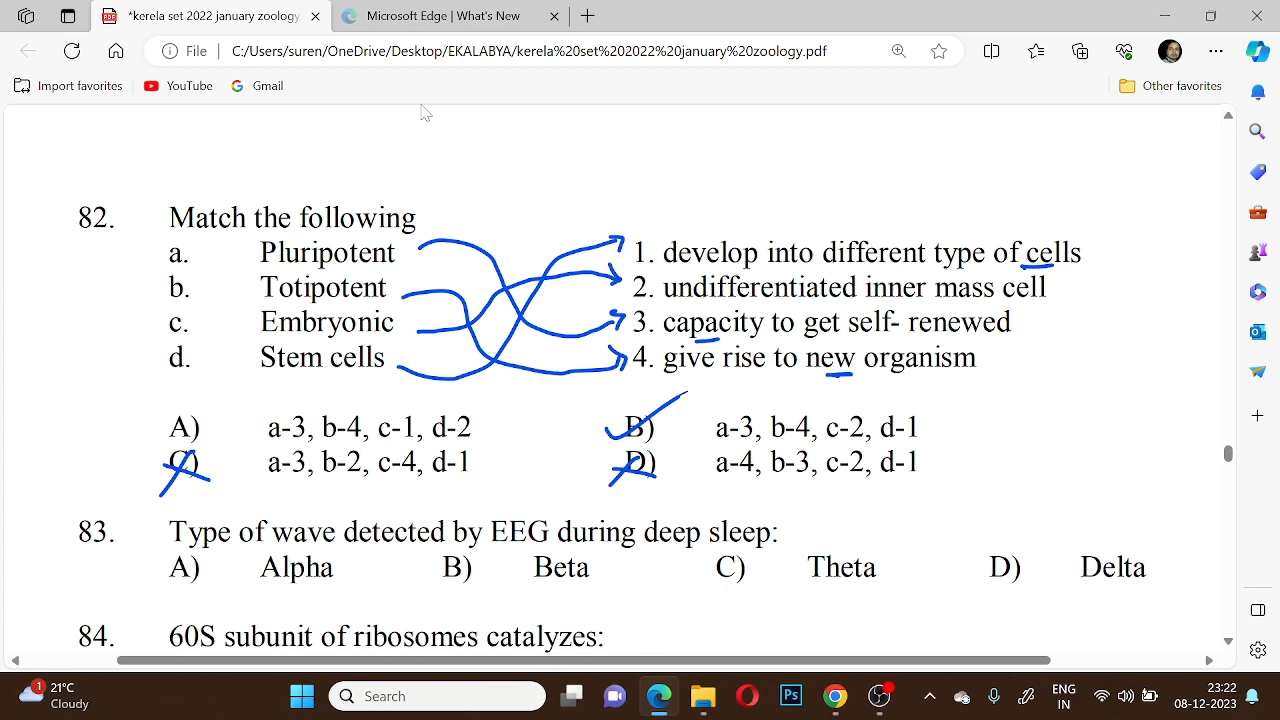 *kerela set 2022 january zoology
Microsoft Edge | What's New
File
C:/Users/suren/OneDrive/Desktop/EKALABYA/kerela%20set%202022%20january%20zoology.pdf
Import favorites
YouTube
Gmail
Other favorites
82. Match the following
a. Pluripotent 1. develop into different type of cells
b. Totipotent 2. undifferentiated inner mass cell
c. Embryonic 3. capacity to get self- renewed
d. Stem cells 4. give rise to new organism
A) a-3, b-4, c-1, d-2 B) a-3, b-4, c-2, d-1
C) a-3, b-2, c-4, d-1 D) a-4, b-3, c-2, d-1
83. Type of wave detected by EEG during deep sleep:
A) Alpha B) Beta C) Theta D) Delta
84. 60S subunit of ribosomes catalyzes:
1
21°C
Cloudy
Search
Ps
ENG
IN
23:22
08-12-2023